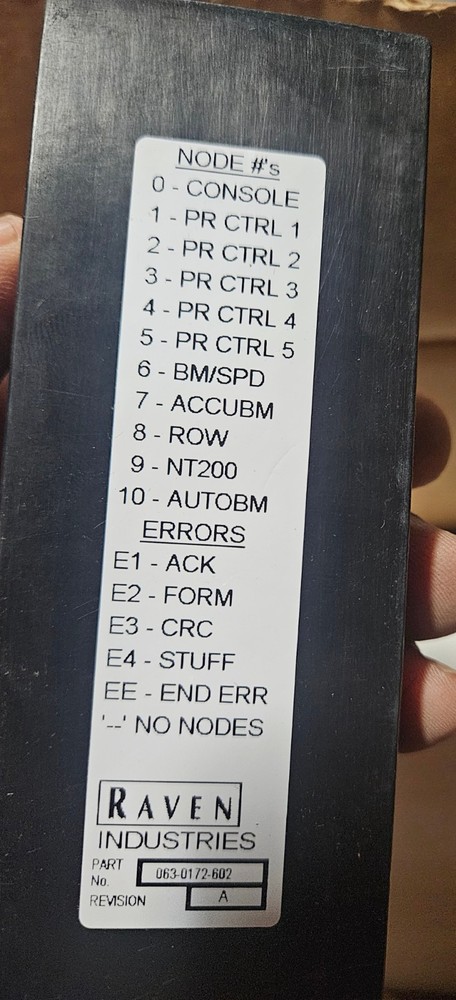 NODE #'s
0 - CONSOLE
1 - PR CTRL 1
2 - PR CTRL 2
3 - PR CTRL 3
4 - PR CTRL 4
5 - PR CTRL 5
6 - BM/SPD
7 - ACCUBM
8 - ROW
9 - NT200
10 - AUTOBM
ERRORS
E1 - ACK
E2 - FORM
E3 - CRC
E4 - STUFF
EE - END ERR
'--' NO NODES
RAVEN
INDUSTRIES
PART No. 063-0172-602
REVISION A